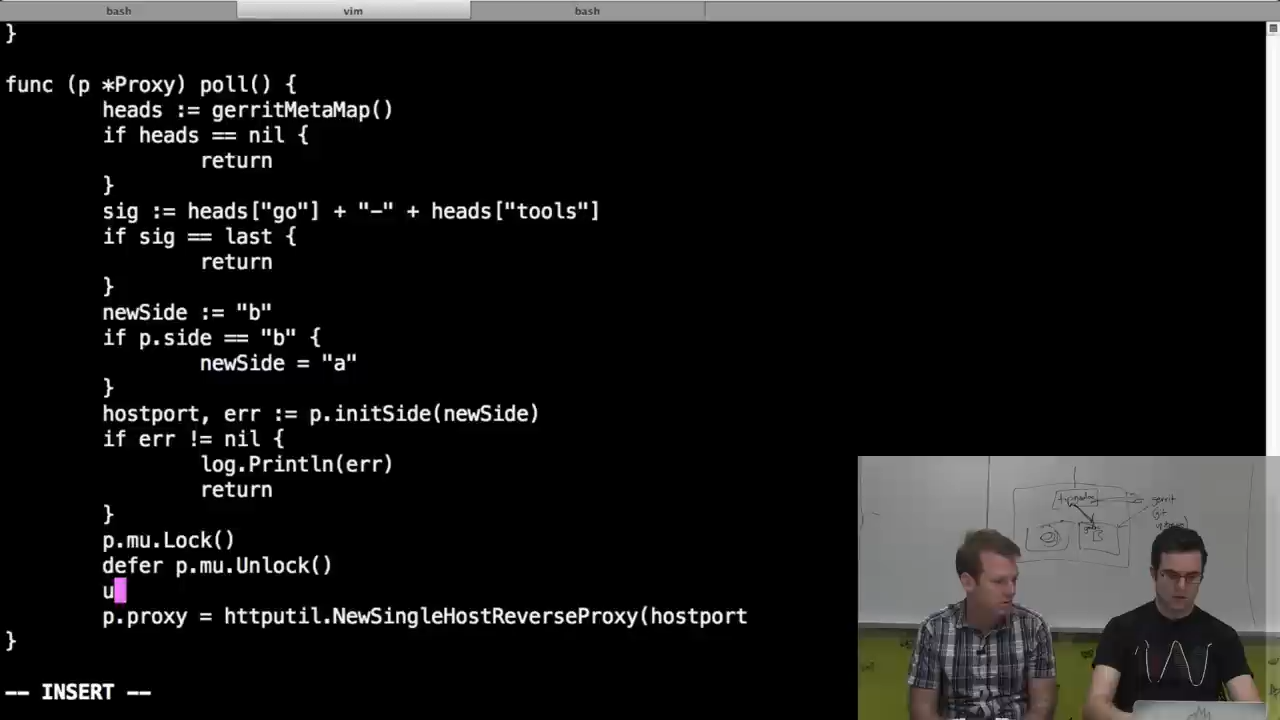 bash vim bash
}
func (p *Proxy) poll() {
heads := gerritMetaMap()
if heads == nil {
return
}
sig := heads["go"] + "-" + heads["tools"]
if sig == last {
return
}
newSide := "b"
if p.side == "b" {
newSide = "a"
}
hostport, err := p.initSide(newSide)
if err != nil {
log.Println(err)
return
}
p.mu.Lock()
defer p.mu.Unlock()
u
p.proxy = httputil.NewSingleHostReverseProxy(hostport
}
-- INSERT --
gerrit
(git